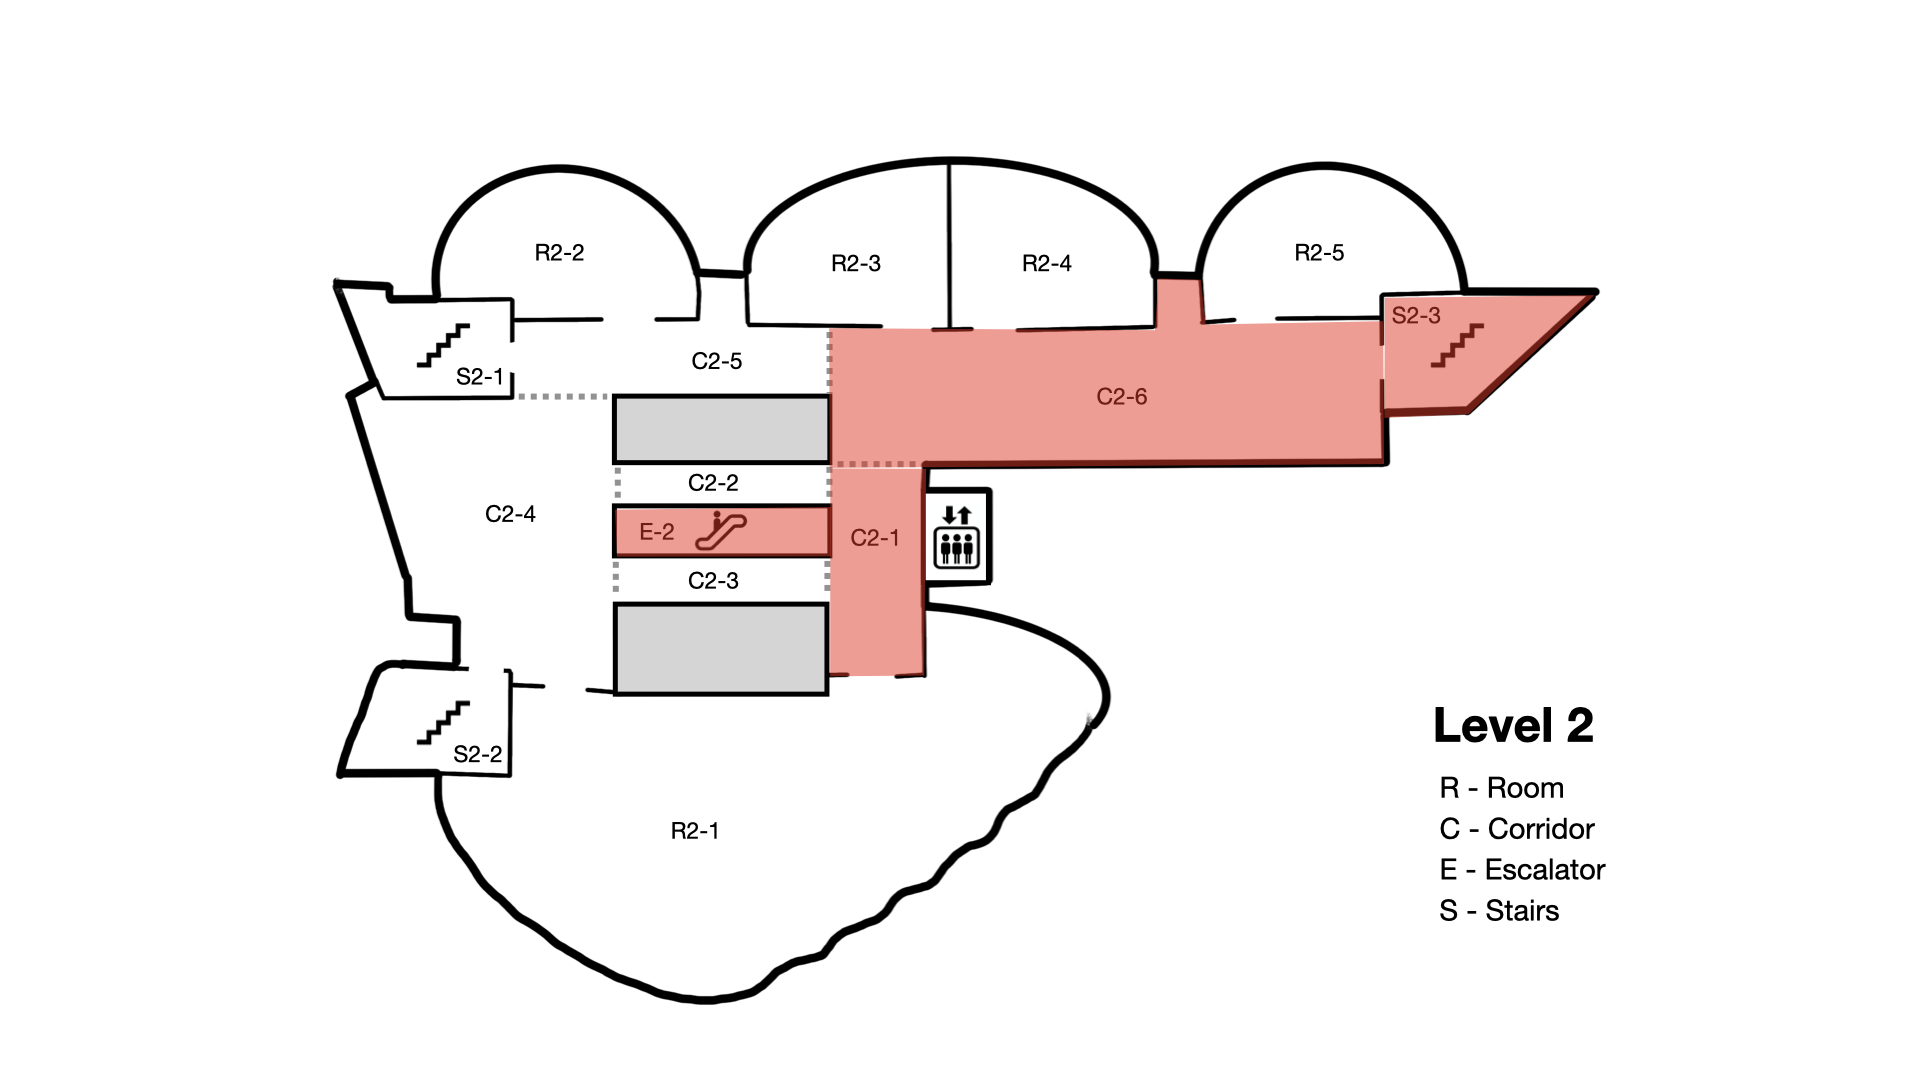 R2-2
R2-3
R2-4
R2-5
S2-3
S2-1
C2-5
C2-6
C2-2
C2-4
E-2
C2-1
C2-3
S2-2
R2-1
Level 2
R - Room
C - Corridor
E - Escalator
S - Stairs